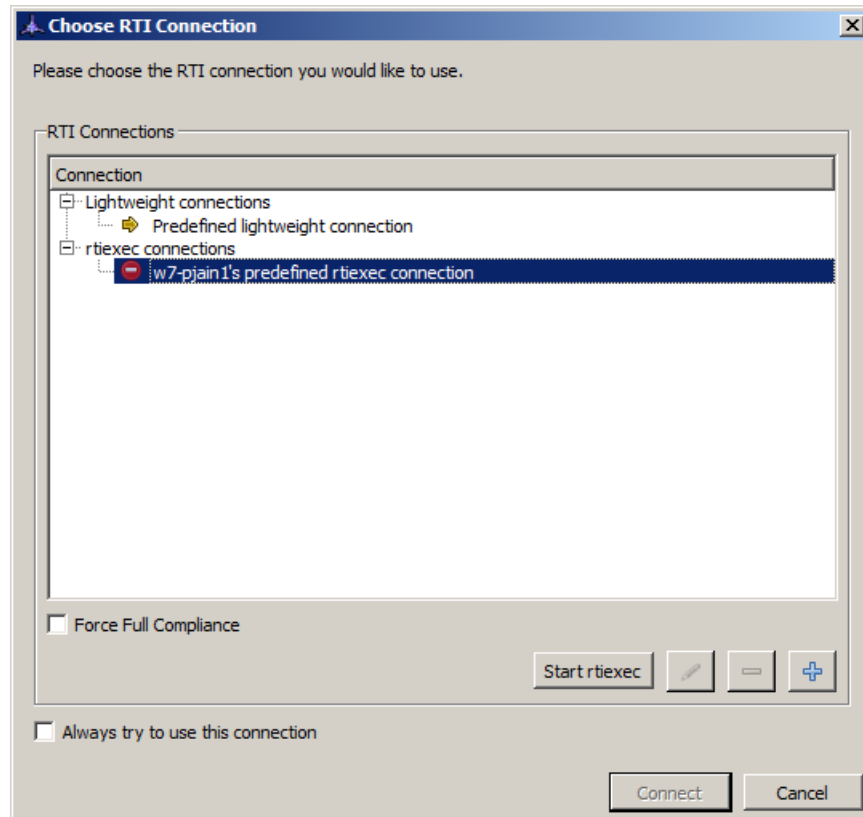 Choose RTI Connection
Please choose the RTI connection you would like to use.
RTI Connections
Connection
Lightweight connections
Predefined lightweight connection
rtiexec connections
w7-pjain1's predefined rtiexec connection
Force Full Compliance
Start rtiexec
Always try to use this connection
Connect Cancel